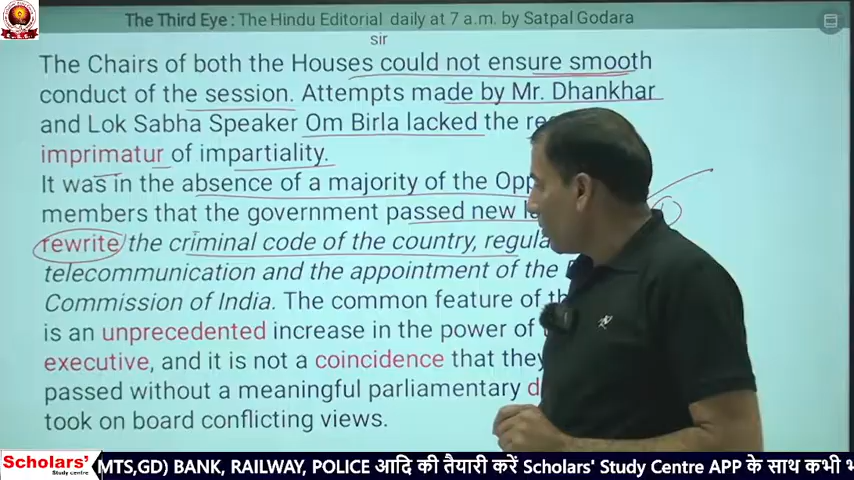 The Third Eye : The Hindu Editorial daily at 7 a.m. by Satpal Godara
sir
The Chairs of both the Houses could not ensure smooth
conduct of the session. Attempts made by Mr. Dhankhar
and Lok Sabha Speaker Om Birla lacked the
imprimatur of impartiality.
It was in the absence of a majority of the
members that the government passed new
rewrite the criminal code of the country,
telecommunication and the appointment of the
Commission of India. The common feature of
is an unprecedented increase in the power of
executive, and it is not a coincidence that they
passed without a meaningful parliamentary
took on board conflicting views.
Scholars'
Study centre
(MTS,GD) BANK, RAILWAY, POLICE आदि की तैयारी करें Scholars' Study Centre APP के साथ कभी